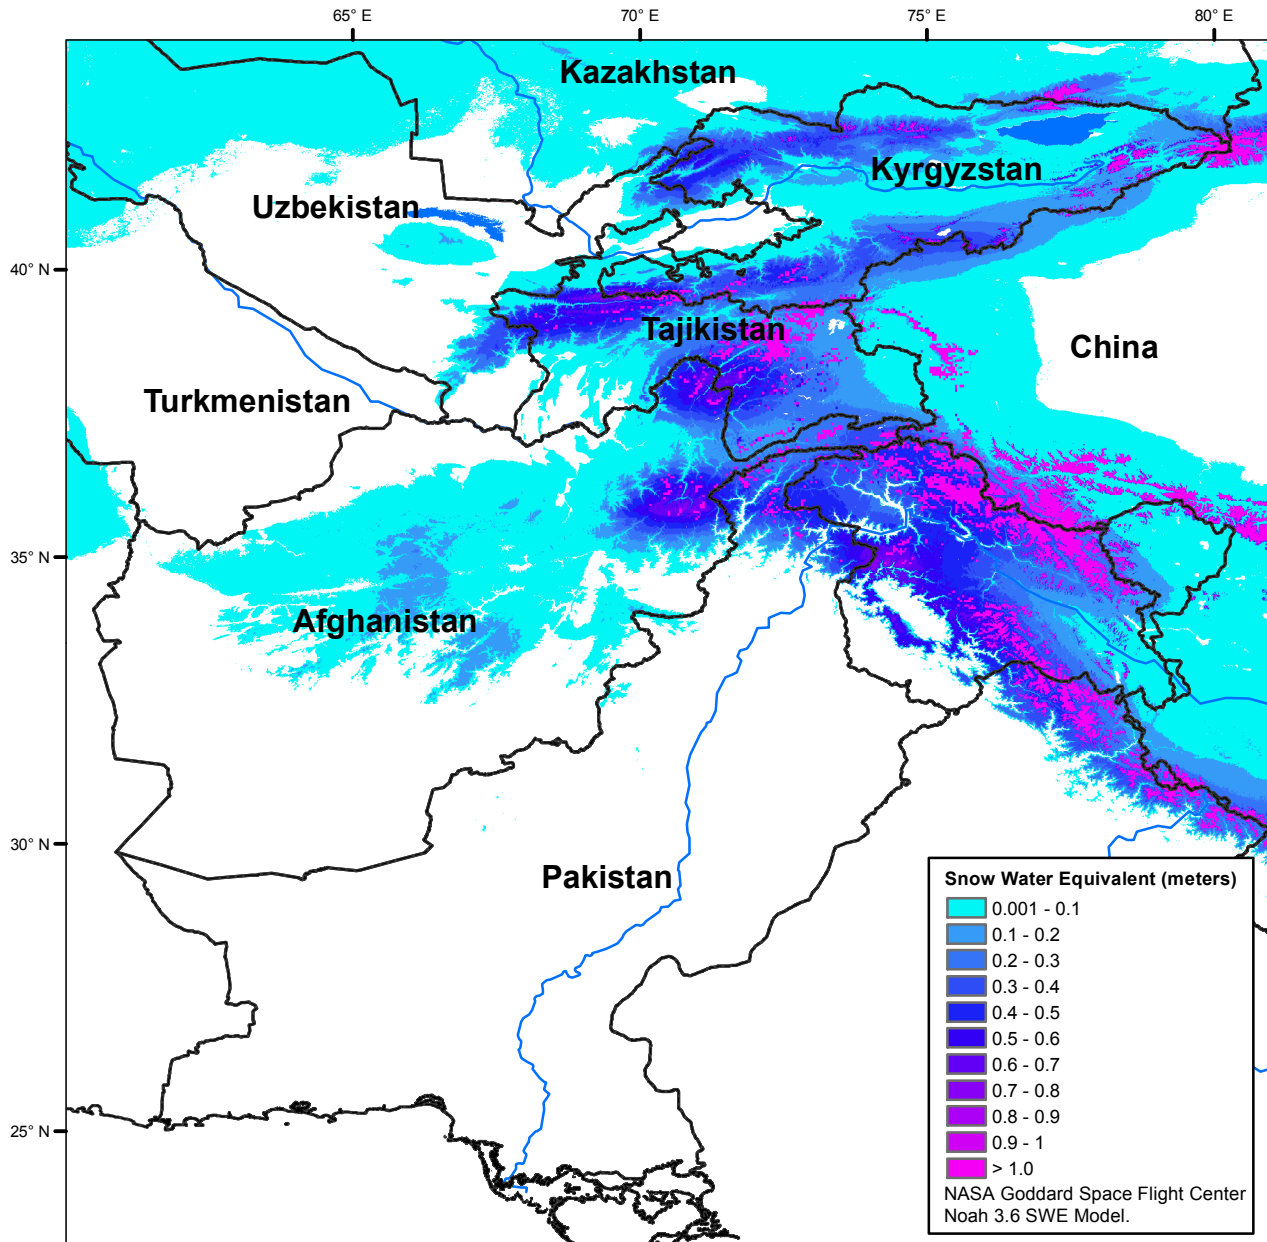 65° E
70° E
75° E
80° E
Kazakhstan
Kyrgyzstan
Uzbekistan
40° N
Tajikistan
China
Turkmenistan
35° N
Afghanistan
30° N
Pakistan
25° N
Snow Water Equivalent (meters)
0.001 - 0.1
0.1 - 0.2
0.2 - 0.3
0.3 - 0.4
0.4 - 0.5
0.5 - 0.6
0.6 - 0.7
0.7 - 0.8
0.8 - 0.9
0.9 - 1
> 1.0
NASA Goddard Space Flight Center
Noah 3.6 SWE Model.